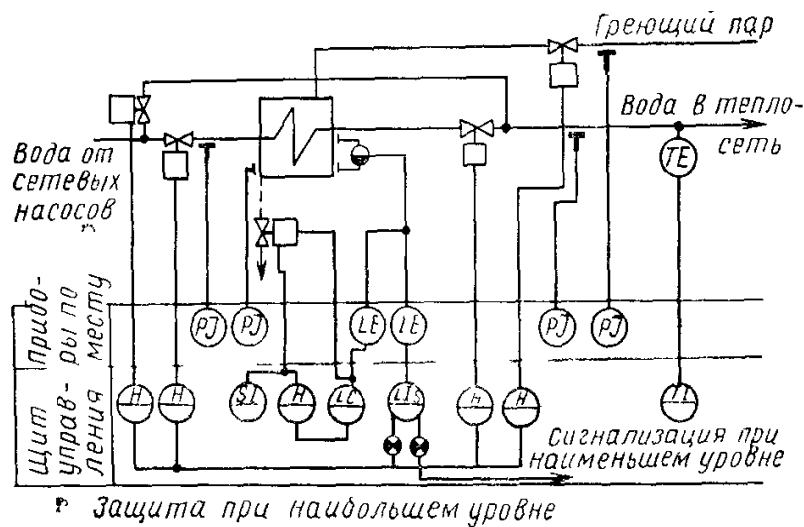 Греющий пар
Вода в тепло-
сеть
Вода от
сетевых
насосов
TE
прибо-
ры по
месту
PJ
PJ
LE
LE
PJ
PJ
Щит
управ-
ления
H
H
SI
H
LC
LIS
H
H
TI
Сигнализация при
наименьшем уровне
Защита при наибольшем уровне